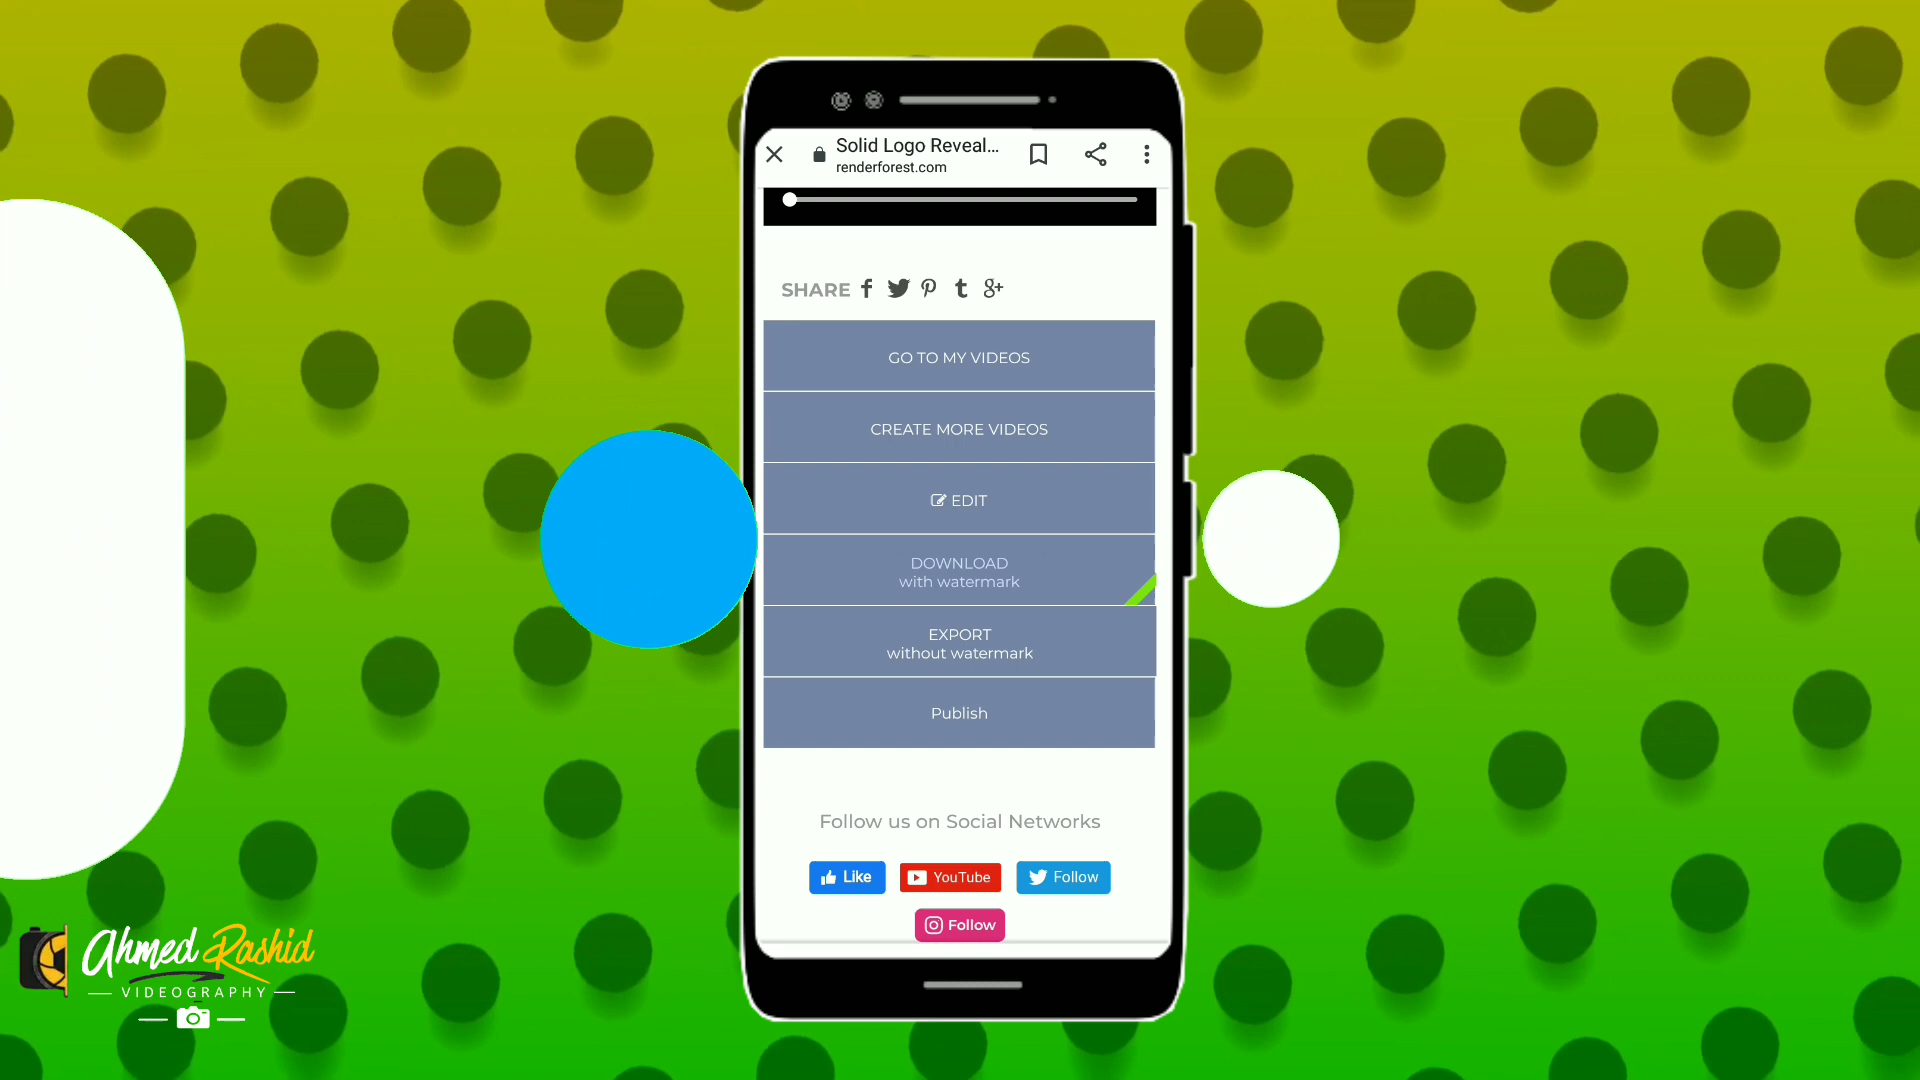 Solid Logo Reveal...
renderforest.com
SHARE
GO TO MY VIDEOS
CREATE MORE VIDEOS
EDIT
DOWNLOAD
with watermark
EXPORT
without watermark
Publish
Follow us on Social Networks
Like
YouTube
Follow
Follow
Ahmed Rashid
VIDEOGRAPHY